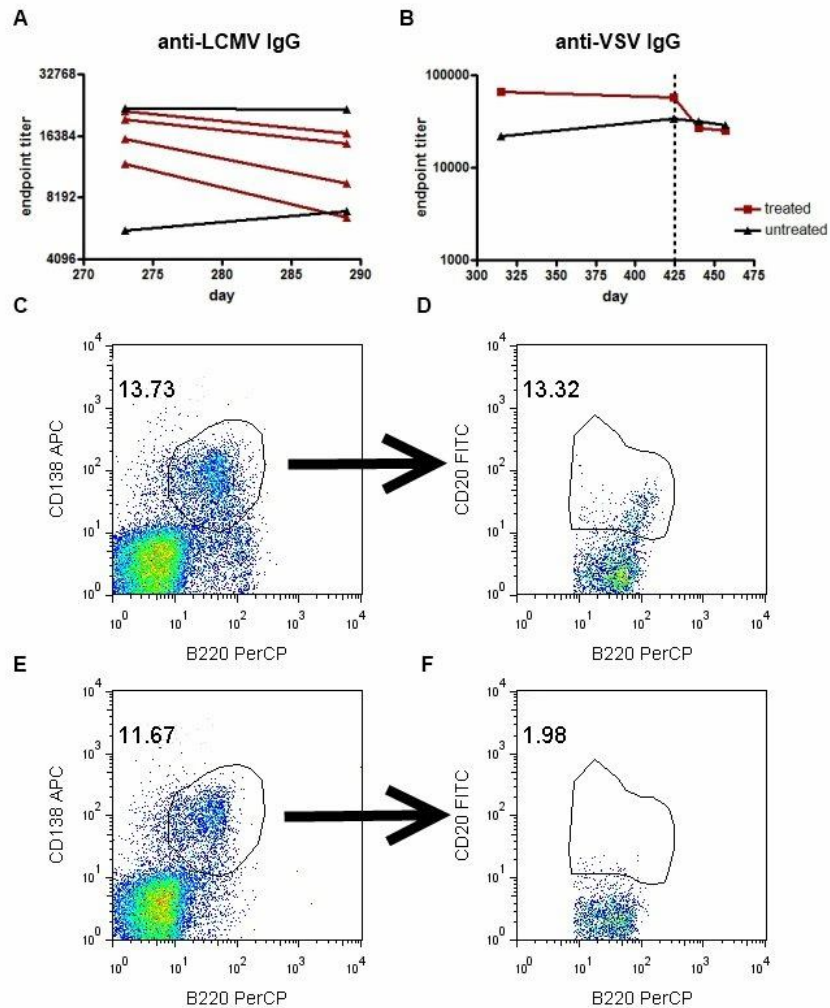 A
anti-LCMV IgG
32768
16384
8192
4096
endpoint titer
270 275 280 285 290
day
B
anti-VSV IgG
100000
10000
1000
endpoint titer
300 325 350 375 400 425 450 475
day
treated
untreated
C
13.73
CD138 APC
10^4
10^3
10^2
10^1
10^0
10^0 10^1 10^2 10^3 10^4
B220 PerCP
D
13.32
CD20 FITC
10^4
10^3
10^2
10^1
10^0
10^0 10^1 10^2 10^3 10^4
B220 PerCP
E
11.67
CD138 APC
10^4
10^3
10^2
10^1
10^0
10^0 10^1 10^2 10^3 10^4
B220 PerCP
F
1.98
CD20 FITC
10^4
10^3
10^2
10^1
10^0
10^0 10^1 10^2 10^3 10^4
B220 PerCP